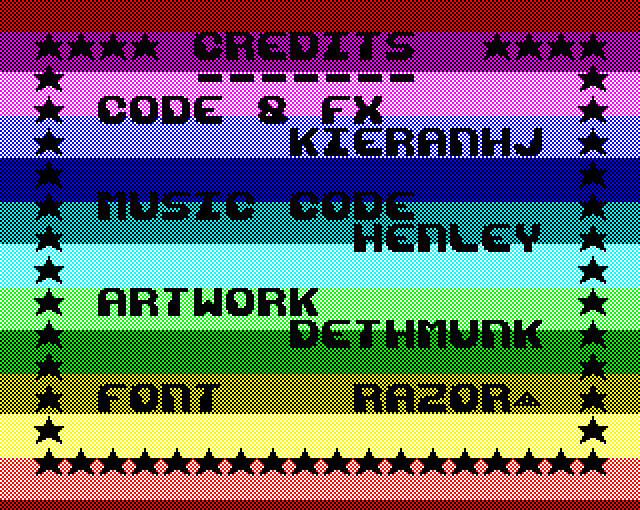 CREDITS
-------
CODE & FX
KIERANHJ
MUSIC CODE
HENLEY
ARTWORK
DETHMUNK
FONT RAZOR